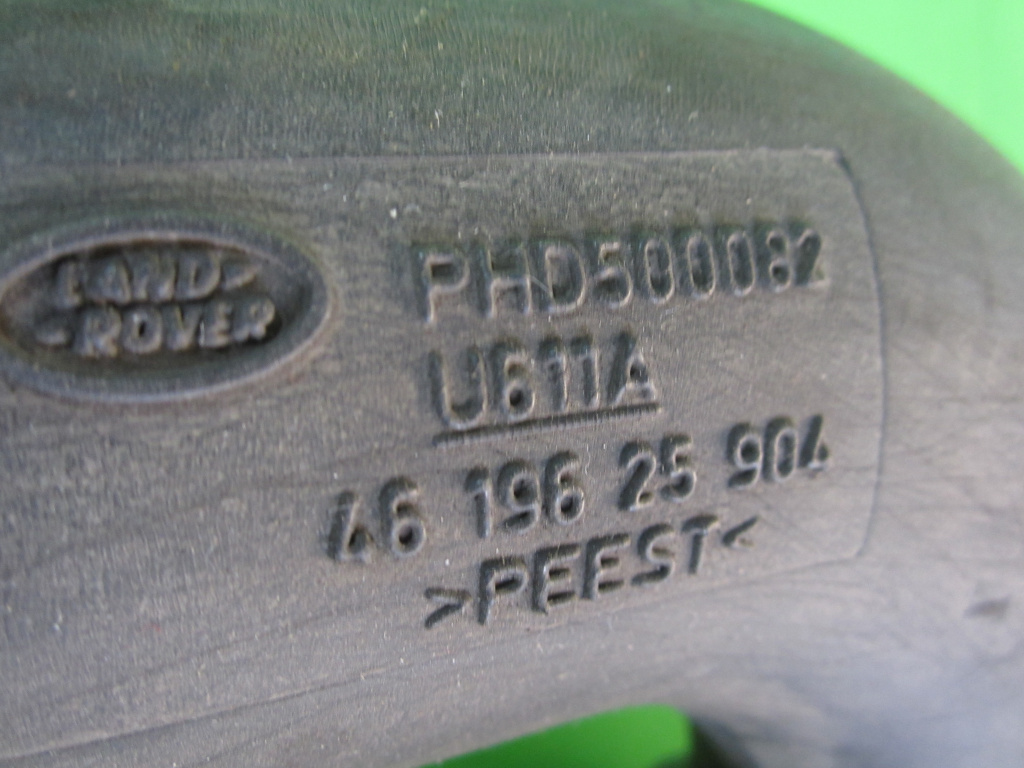 LAND-
-ROVER
PHD500082
U611A
46 196 25 904
>PEEST<